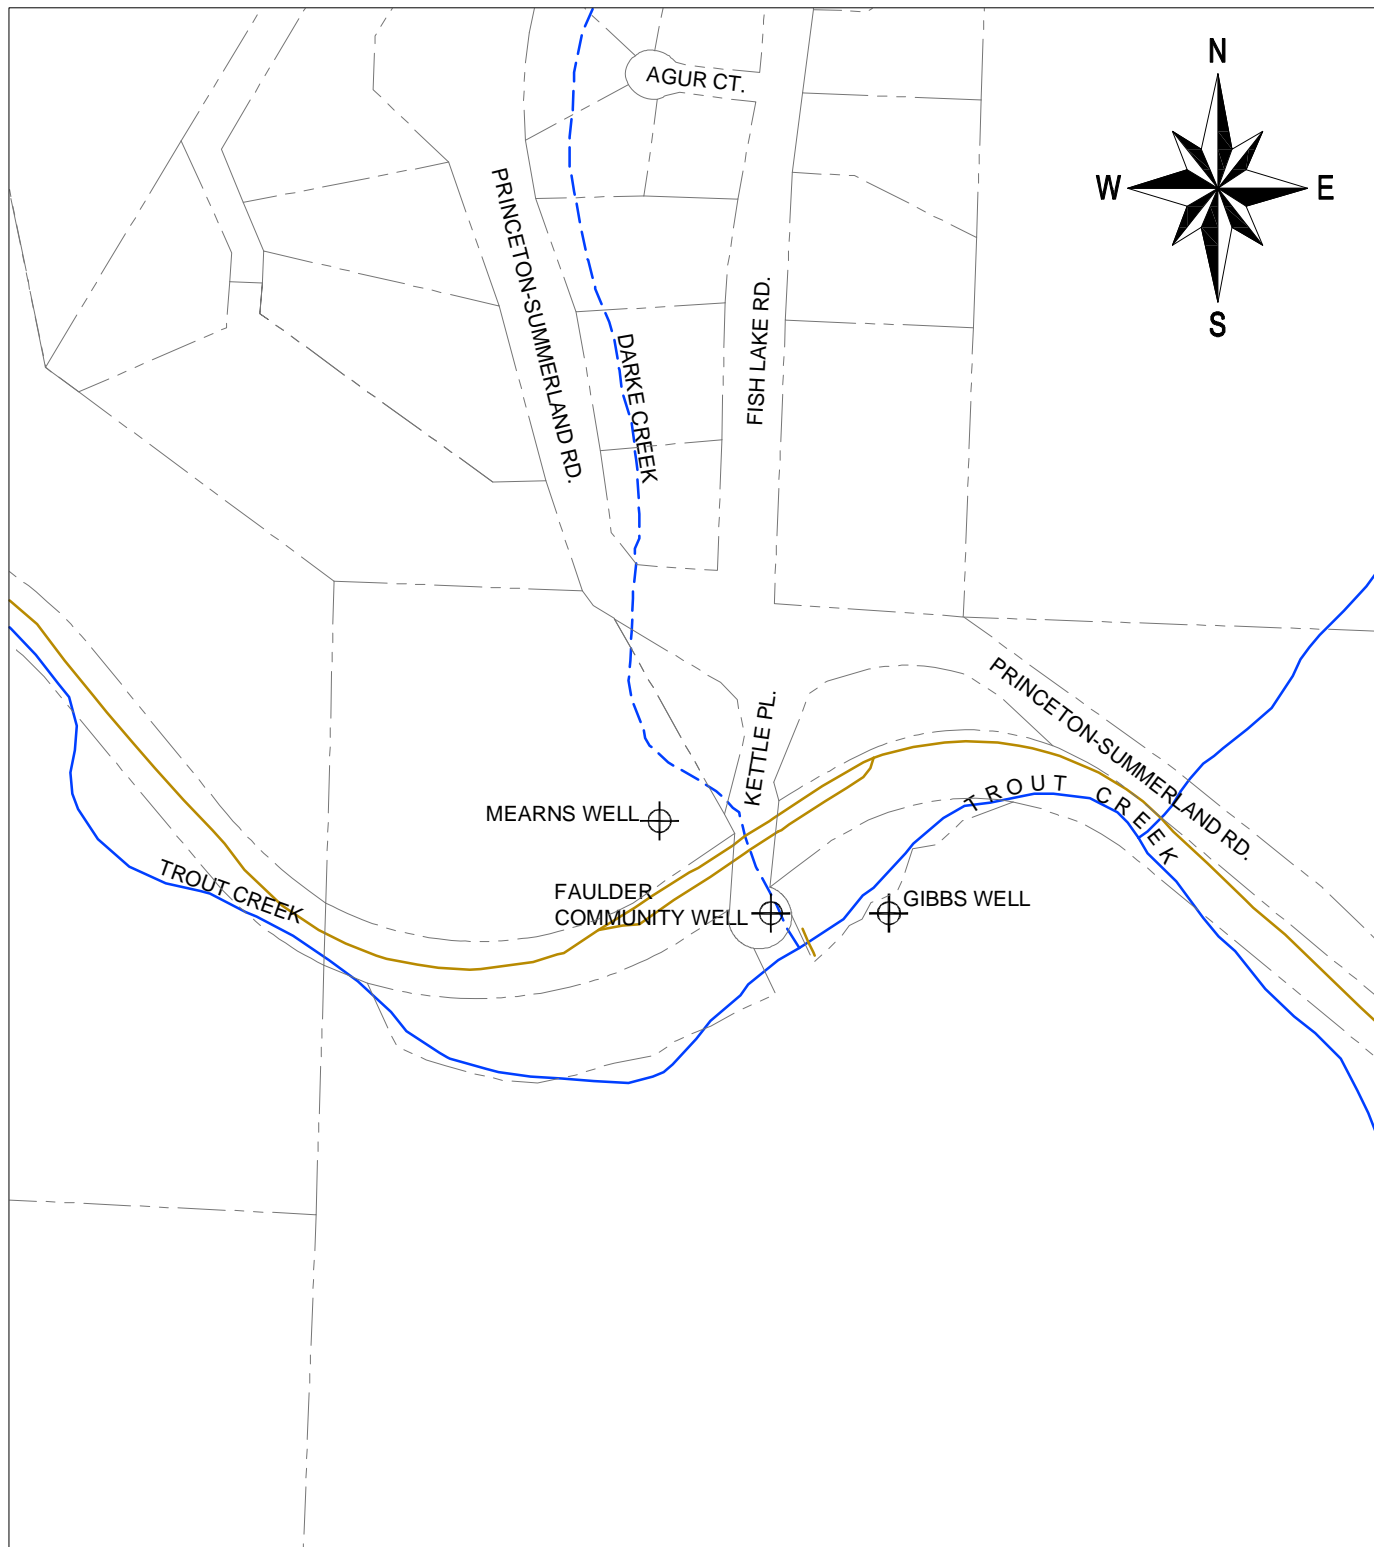 N
AGUR CT.
W
E
S
PRINCETON-SUMMERLAND RD.
FISH LAKE RD.
DARKE CREEK
PRINCETON-SUMMERLAND RD.
KETTLE PL.
TROUT CREEK
MEARNS WELL
TROUT CREEK
FAULDER
COMMUNITY WELL
GIBBS WELL